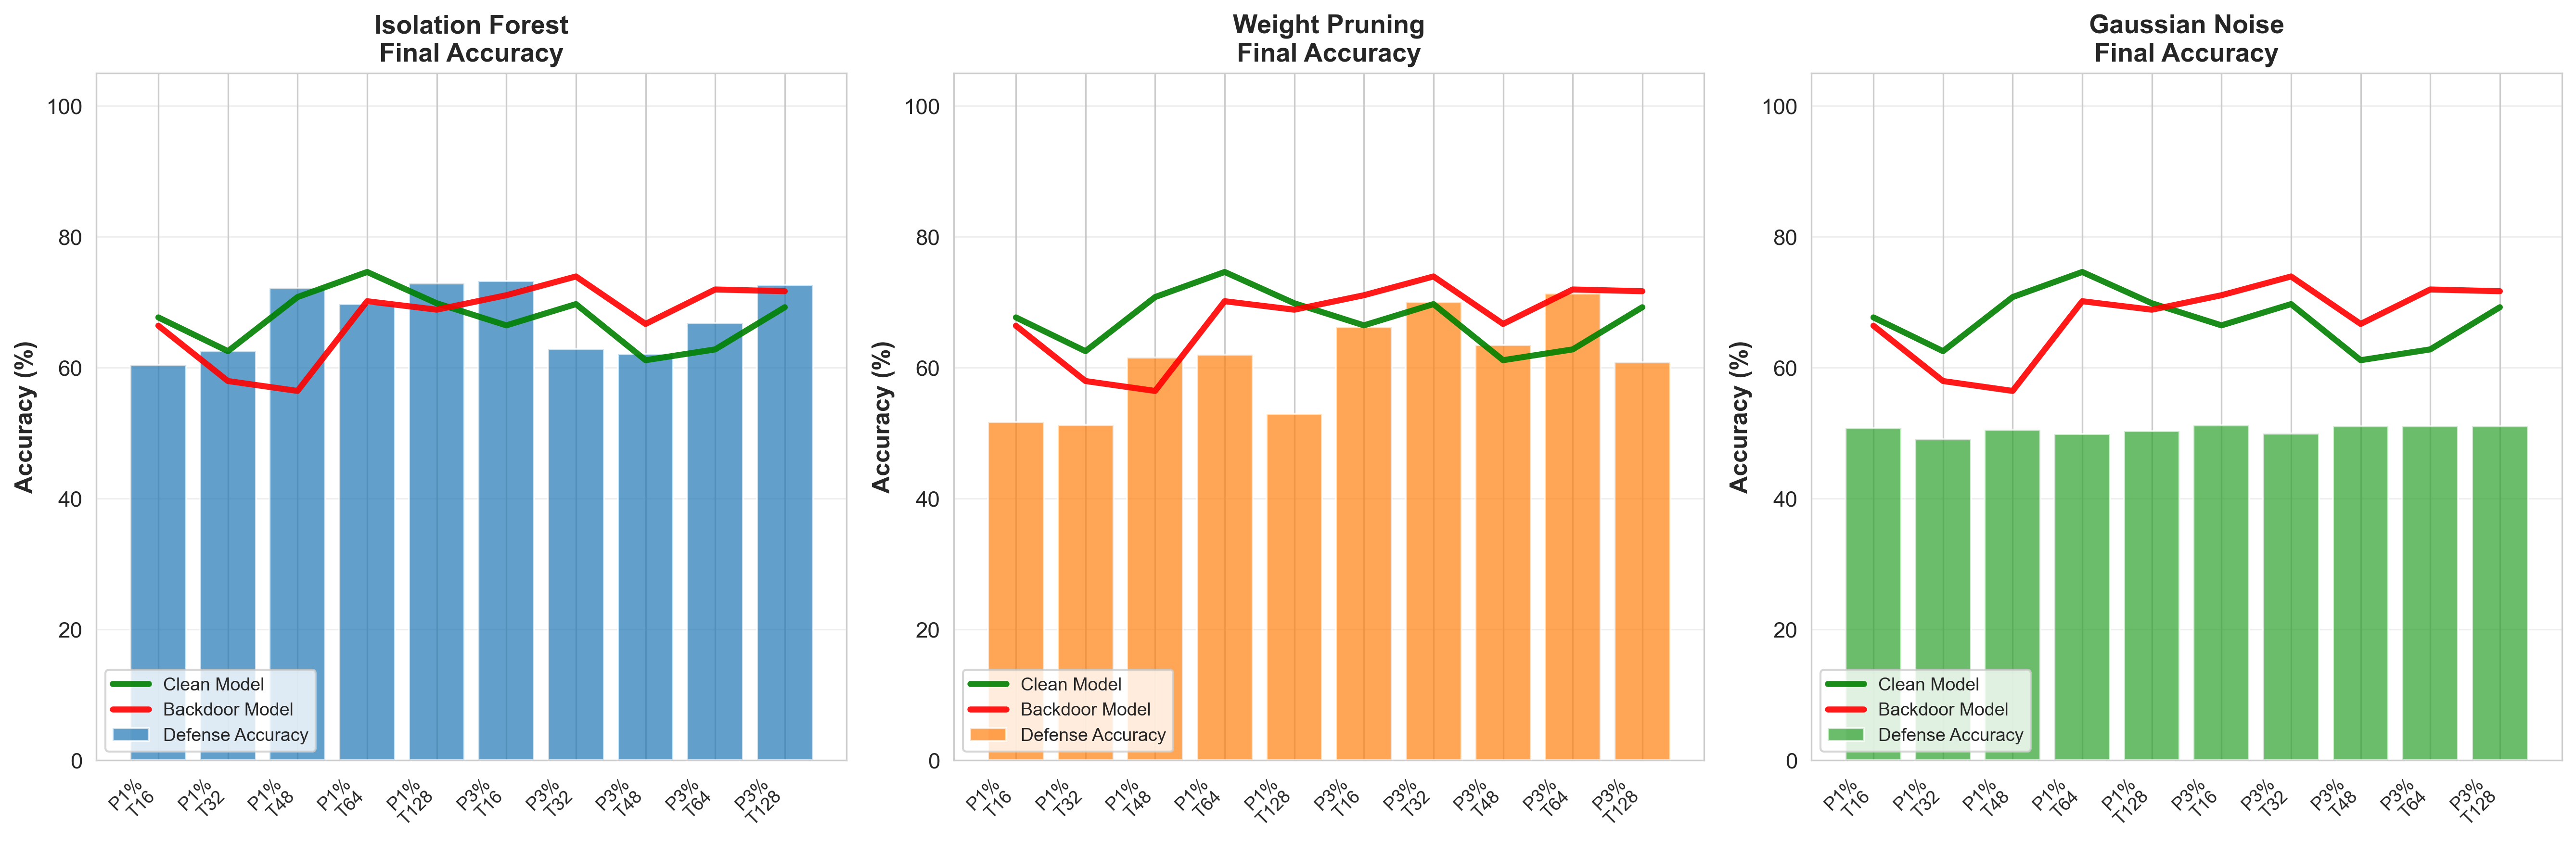 Isolation Forest
Final Accuracy
Accuracy (%)
100
80
60
40
20
0
Clean Model
Backdoor Model
Defense Accuracy
P1%
T16
P1%
T32
P1%
T48
P1%
T64
P1%
T128
P3%
T16
P3%
T32
P3%
T48
P3%
T64
P3%
T128
Weight Pruning
Final Accuracy
Accuracy (%)
100
80
60
40
20
0
Clean Model
Backdoor Model
Defense Accuracy
P1%
T16
P1%
T32
P1%
T48
P1%
T64
P1%
T128
P3%
T16
P3%
T32
P3%
T48
P3%
T64
P3%
T128
Gaussian Noise
Final Accuracy
Accuracy (%)
100
80
60
40
20
0
Clean Model
Backdoor Model
Defense Accuracy
P1%
T16
P1%
T32
P1%
T48
P1%
T64
P1%
T128
P3%
T16
P3%
T32
P3%
T48
P3%
T64
P3%
T128